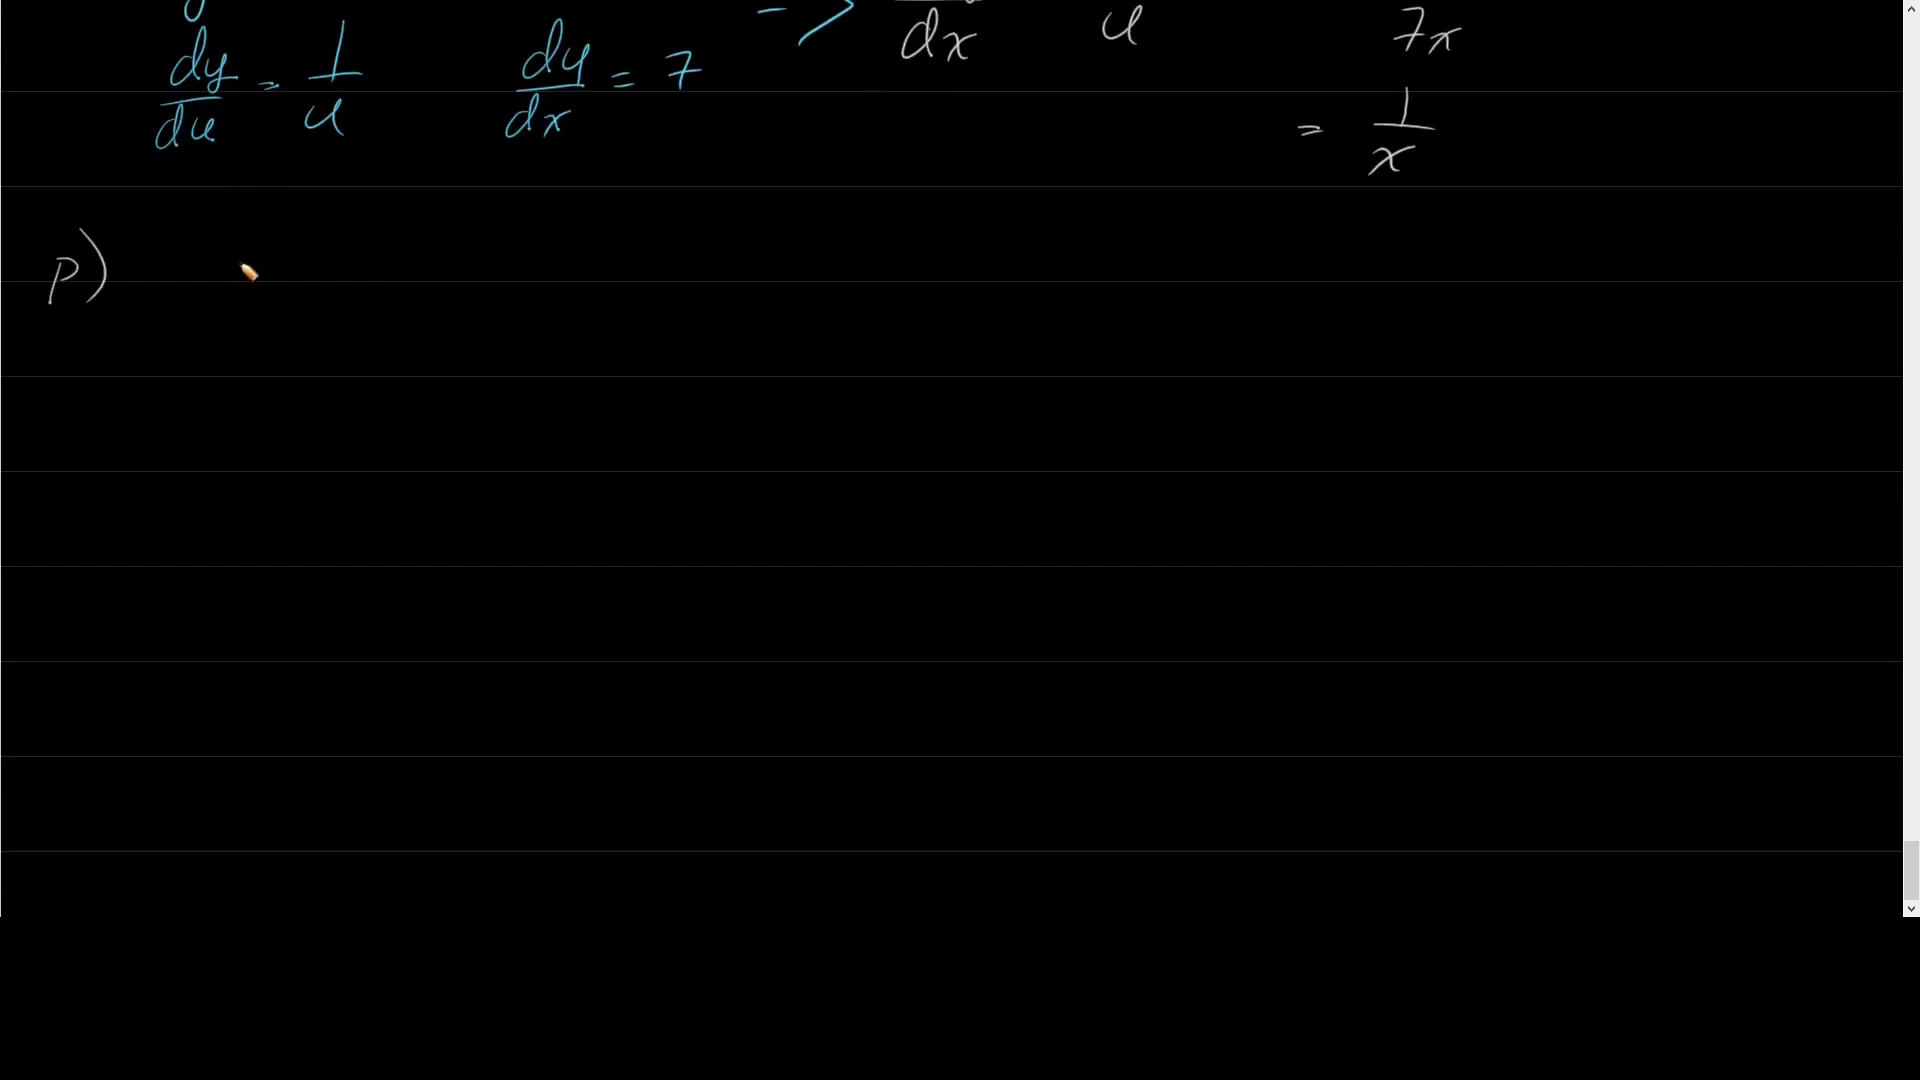 dy/du = 1/u dy/dx = 7 -> dx u 7x
= 1/x
p)